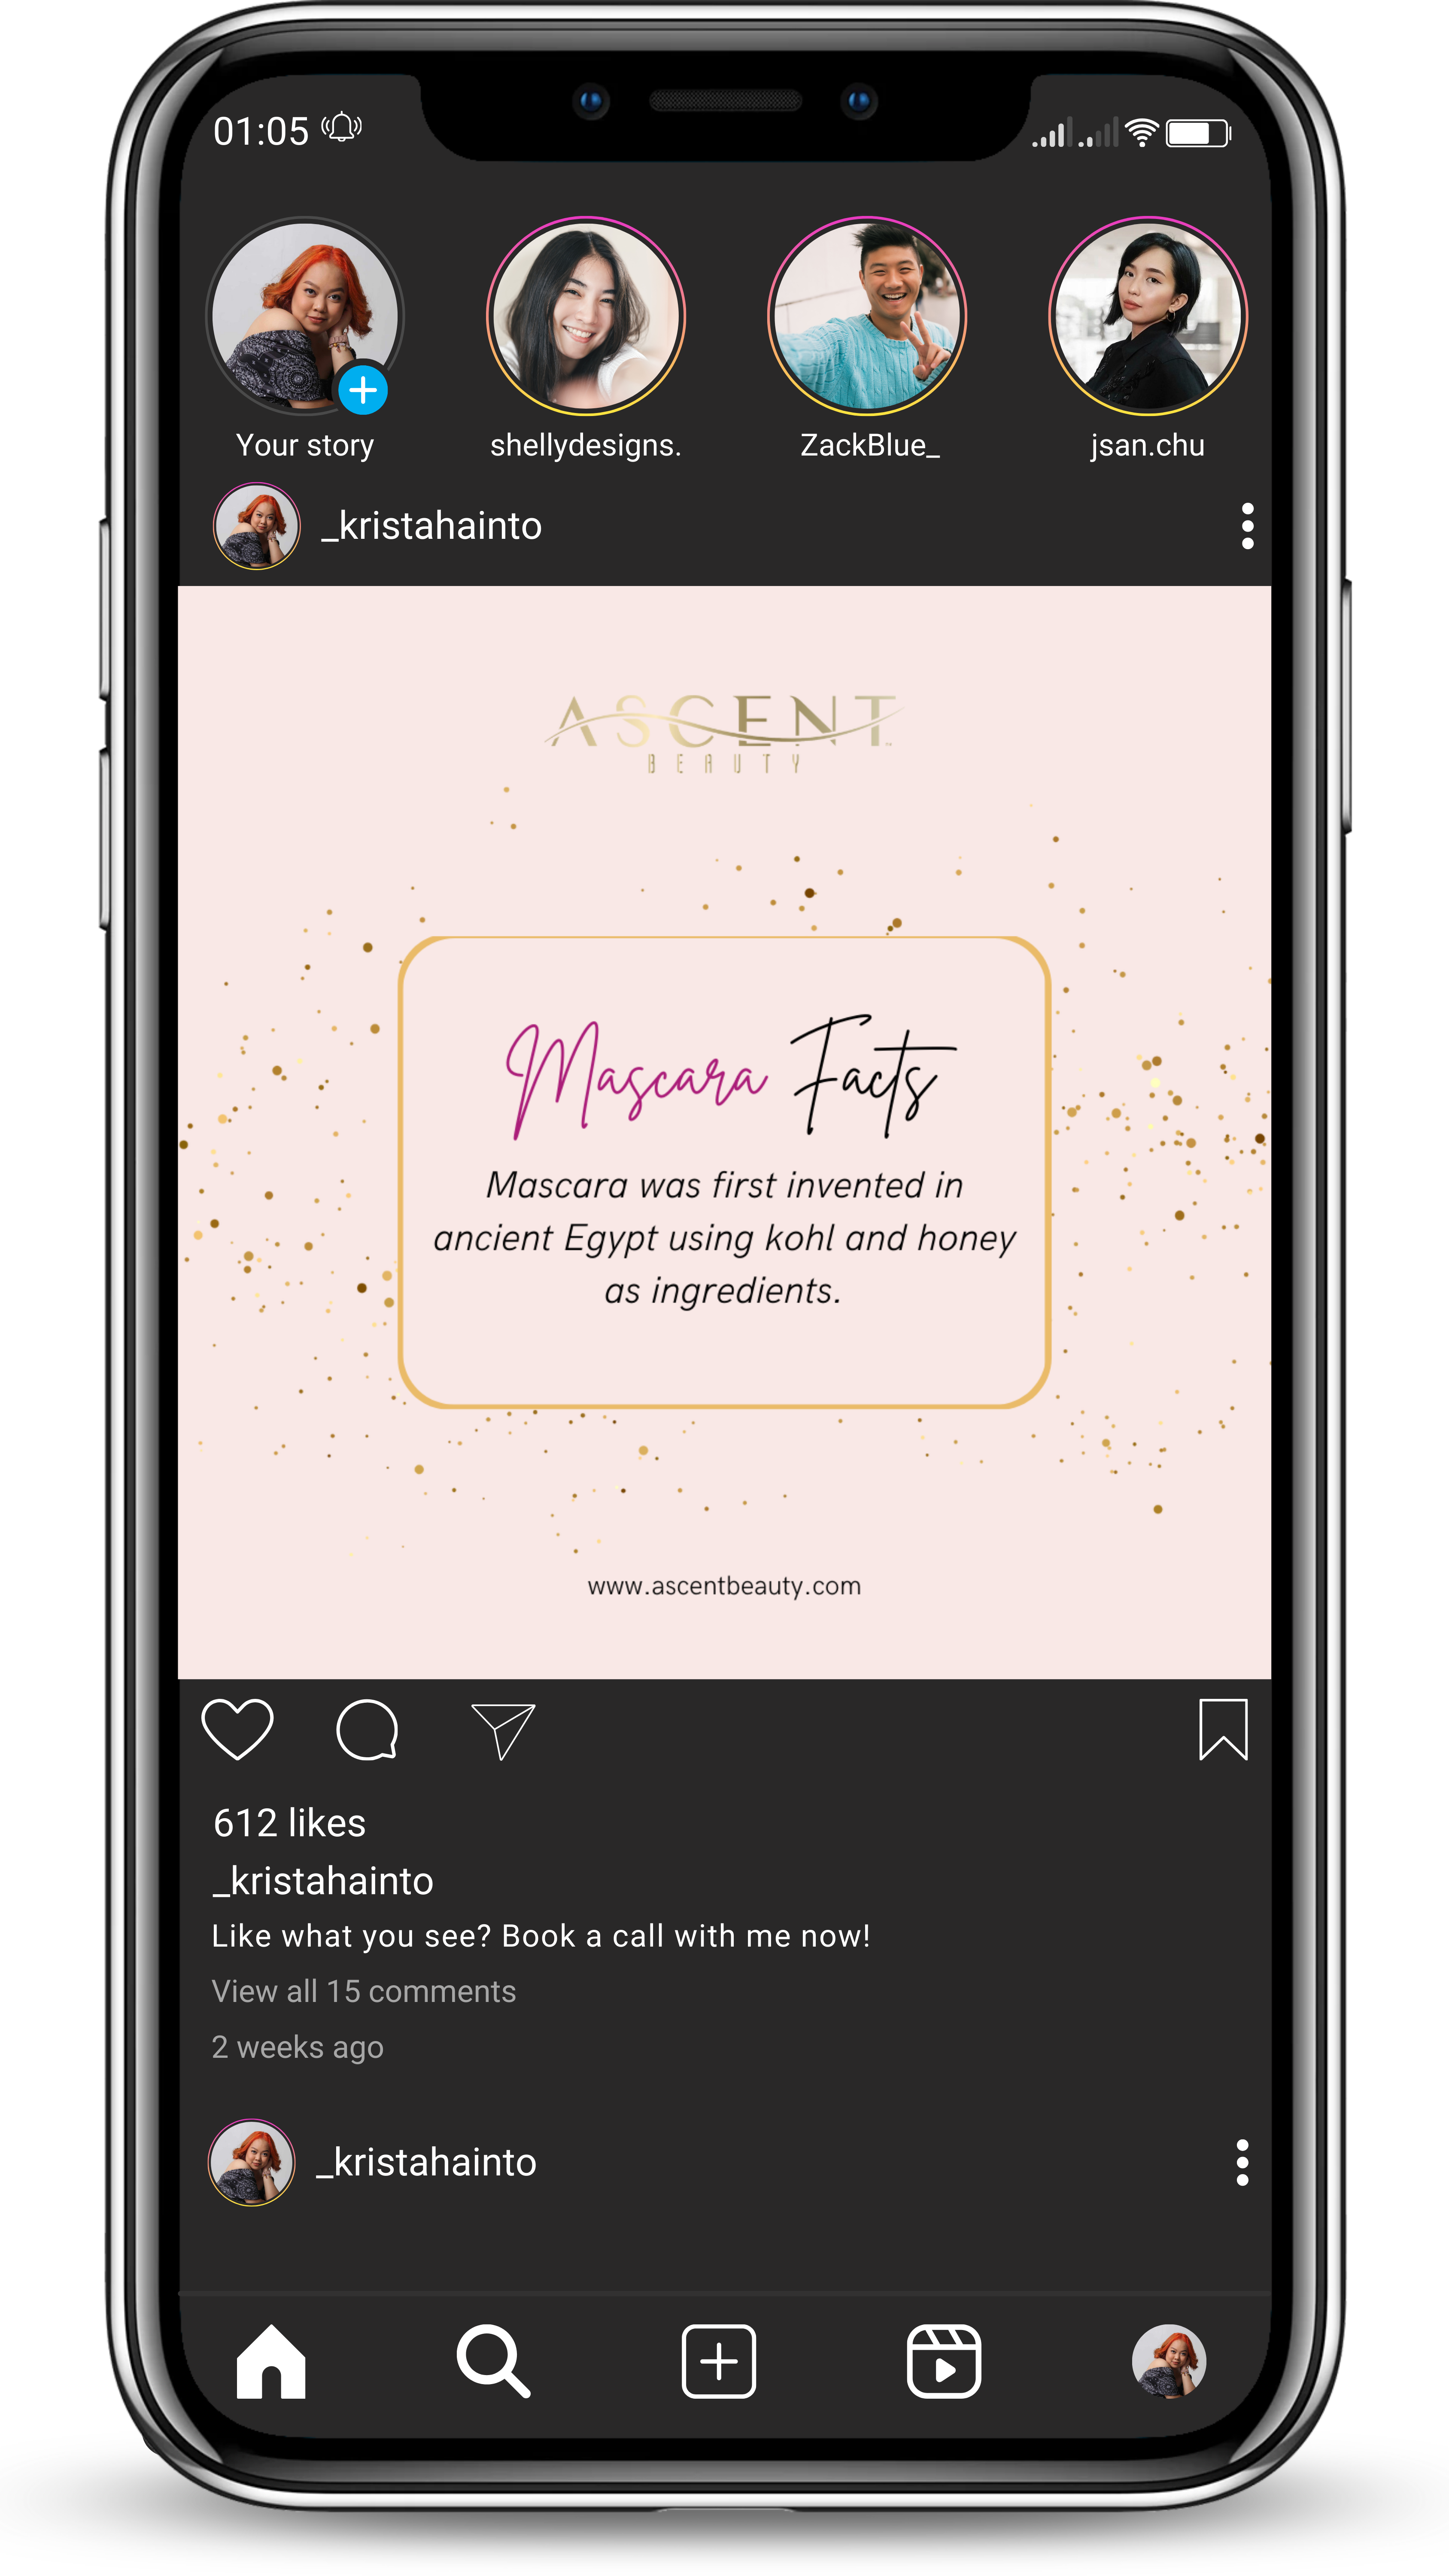 01:05
Your story
shellydesigns.
ZackBlue_
jsan.chu
_kristahainto
ASCENT
BEAUTY
Mascara Facts
Mascara was first invented in
ancient Egypt using kohl and honey
as ingredients.
www.ascentbeauty.com
612 likes
_kristahainto
Like what you see? Book a call with me now!
View all 15 comments
2 weeks ago
_kristahainto